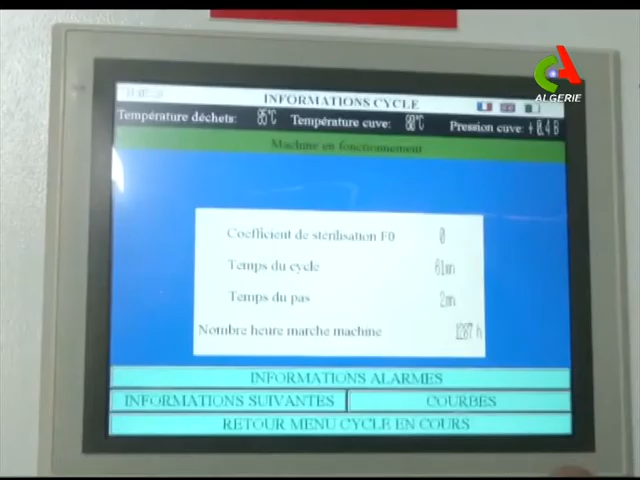 INFORMATIONS CYCLE
Température déchets: 85°C Température cuve: 80°C Pression cuve: +0.4 B
Machine en fonctionnement
Coefficient de sterilisation F0 0
Temps du cycle 61mn
Temps du pas 2mn
Nombre heure marche machine 1287 h
INFORMATIONS ALARMES
INFORMATIONS SUIVANTES COURBES
RETOUR MENU CYCLE EN COURS
ALGERIE